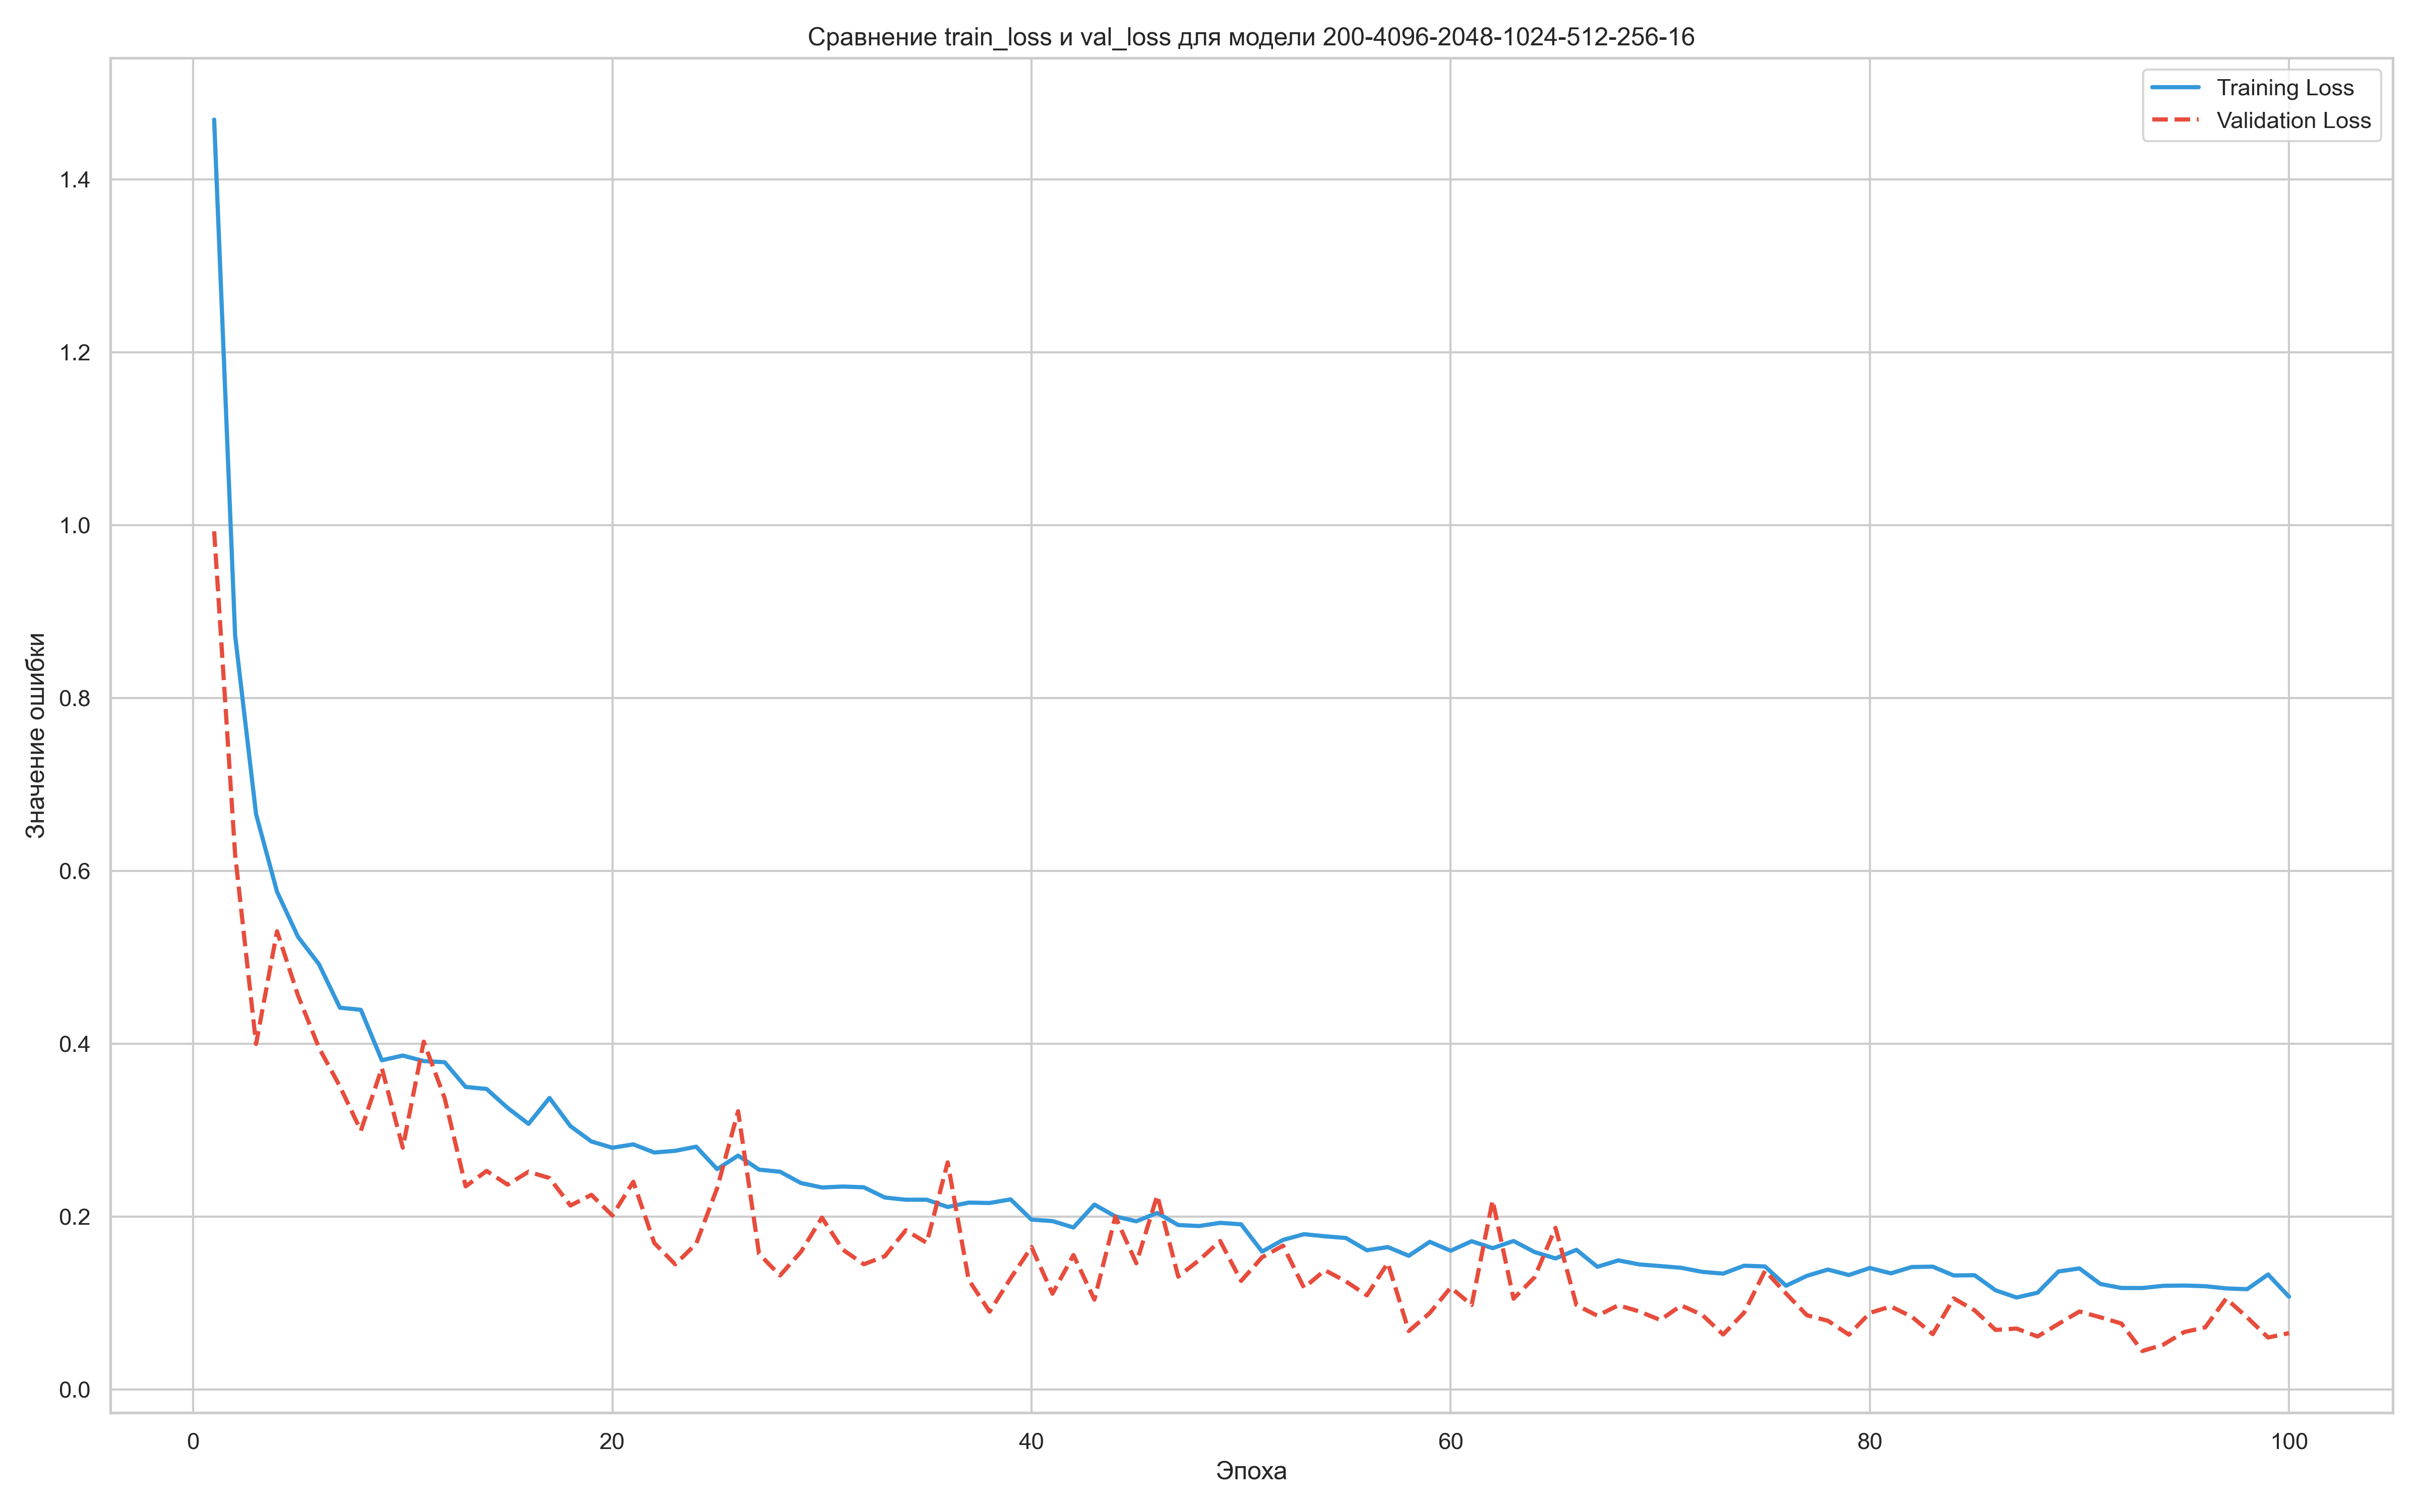 Сравнение train_loss и val_loss для модели 200-4096-2048-1024-512-256-16
Training Loss
Validation Loss
1.4
1.2
1.0
0.8
0.6
0.4
0.2
0.0
Значение ошибки
0 20 40 60 80 100
Эпоха